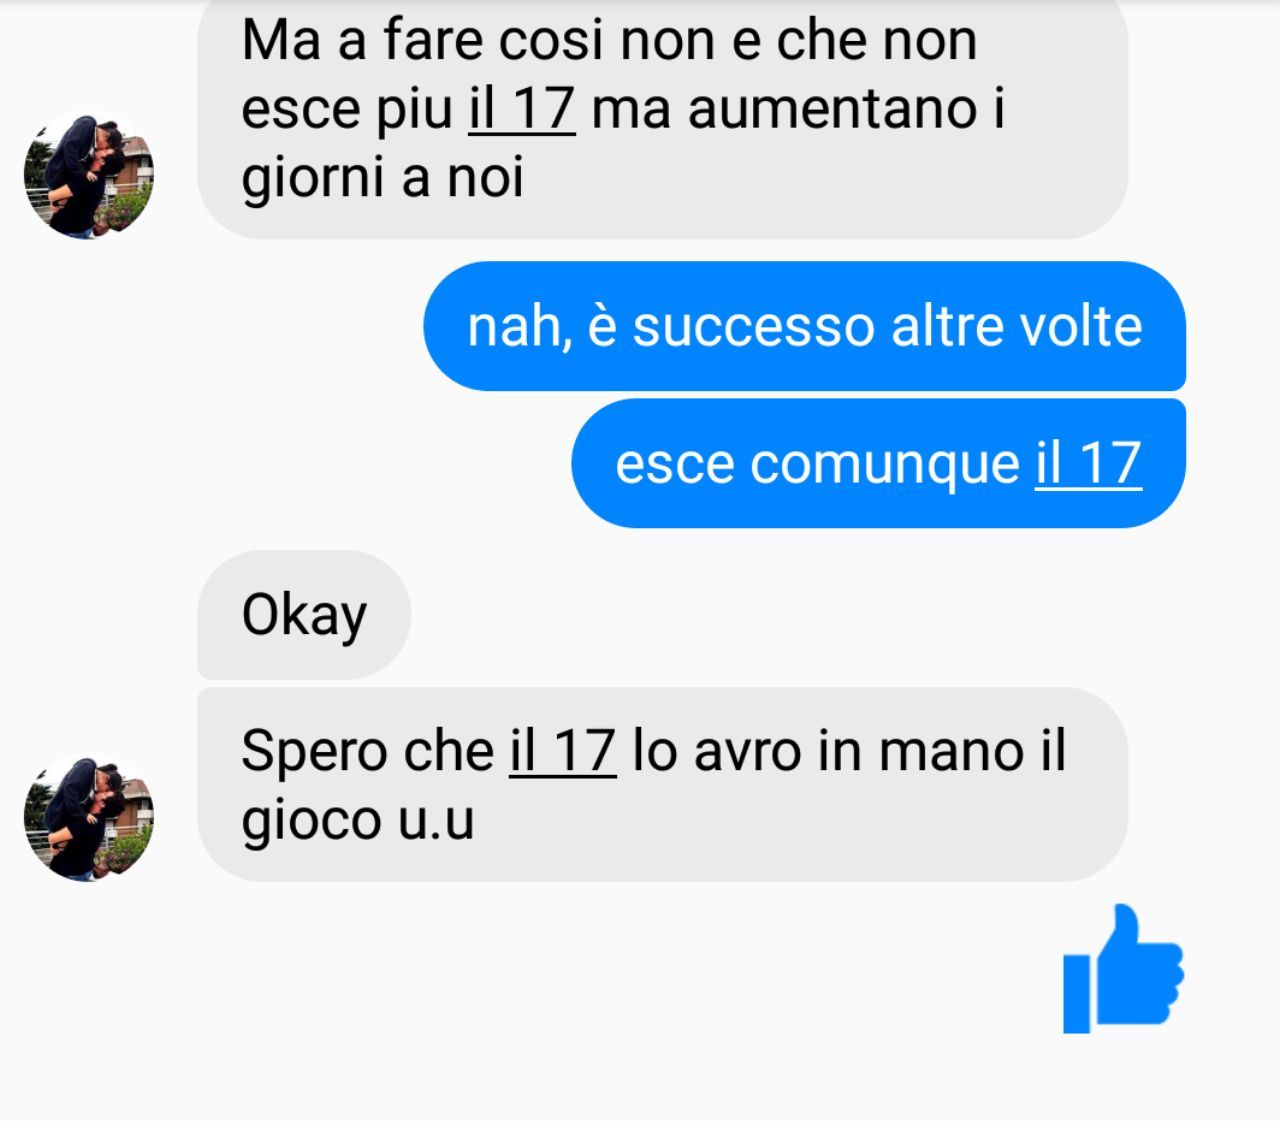 Ma a fare cosi non e che non
esce piu il 17 ma aumentano i
giorni a noi
nah, è successo altre volte
esce comunque il 17
Okay
Spero che il 17 lo avro in mano il
gioco u.u